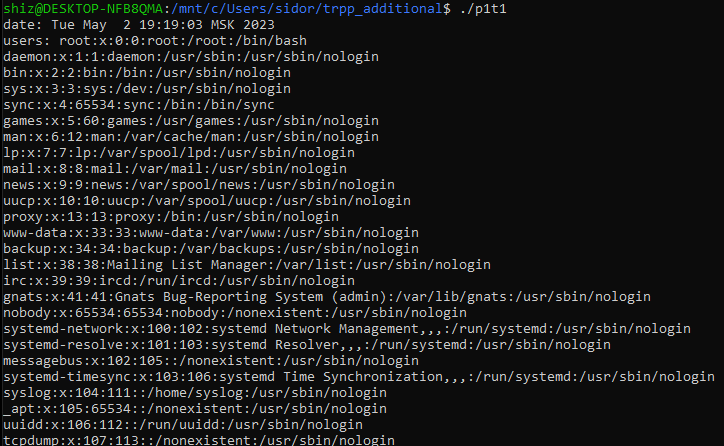 shiz@DESKTOP-NFB8QMA:/mnt/c/Users/sidor/trpp_additional$ ./p1t1
date: Tue May  2 19:19:03 MSK 2023
users: root:x:0:0:root:/root:/bin/bash
daemon:x:1:1:daemon:/usr/sbin:/usr/sbin/nologin
bin:x:2:2:bin:/bin:/usr/sbin/nologin
sys:x:3:3:sys:/dev:/usr/sbin/nologin
sync:x:4:65534:sync:/bin:/bin/sync
games:x:5:60:games:/usr/games:/usr/sbin/nologin
man:x:6:12:man:/var/cache/man:/usr/sbin/nologin
lp:x:7:7:lp:/var/spool/lpd:/usr/sbin/nologin
mail:x:8:8:mail:/var/mail:/usr/sbin/nologin
news:x:9:9:news:/var/spool/news:/usr/sbin/nologin
uucp:x:10:10:uucp:/var/spool/uucp:/usr/sbin/nologin
proxy:x:13:13:proxy:/bin:/usr/sbin/nologin
www-data:x:33:33:www-data:/var/www:/usr/sbin/nologin
backup:x:34:34:backup:/var/backups:/usr/sbin/nologin
list:x:38:38:Mailing List Manager:/var/list:/usr/sbin/nologin
irc:x:39:39:ircd:/run/ircd:/usr/sbin/nologin
gnats:x:41:41:Gnats Bug-Reporting System (admin):/var/lib/gnats:/usr/sbin/nologin
nobody:x:65534:65534:nobody:/nonexistent:/usr/sbin/nologin
systemd-network:x:100:102:systemd Network Management,,,:/run/systemd:/usr/sbin/nologin
systemd-resolve:x:101:103:systemd Resolver,,,:/run/systemd:/usr/sbin/nologin
messagebus:x:102:105::/nonexistent:/usr/sbin/nologin
systemd-timesync:x:103:106:systemd Time Synchronization,,,:/run/systemd:/usr/sbin/nologin
syslog:x:104:111::/home/syslog:/usr/sbin/nologin
_apt:x:105:65534::/nonexistent:/usr/sbin/nologin
uuidd:x:106:112::/run/uuidd:/usr/sbin/nologin
tcpdump:x:107:113::/nonexistent:/usr/sbin/nologin